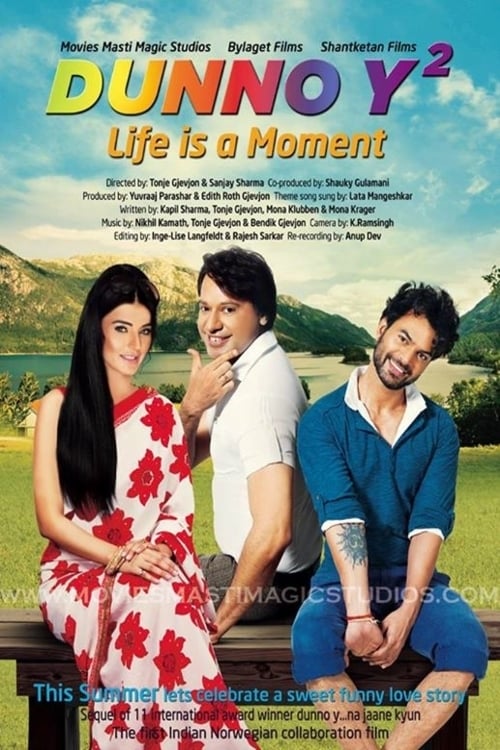 Movies Masti Magic Studios Bylaget Films Shantketan Films
DUNNO Y²
Life is a Moment
Directed by: Tonje Gjevjon & Sanjay Sharma Co-produced by: Shauky Gulamani
Produced by: Yuvraaj Parashar & Edith Roth Gjevjon Theme song sung by: Lata Mangeshkar
Written by: Kapil Sharma, Tonje Gjevjon, Mona Klubben & Mona Krager
Music by: Nikhil Kamath, Tonje Gjevjon & Bendik Gjevjon Camera by: K.Ramsingh
Editing by: Inge-Lise Langfeldt & Rajesh Sarkar Re-recording by: Anup Dev
WWW.MOVIESMASTIMAGICSTUDIOS.COM
This Summer lets celebrate a sweet funny love story
Sequel of 11 International award winner dunno y...na jaane kyun
The first Indian Norwegian collaboration film